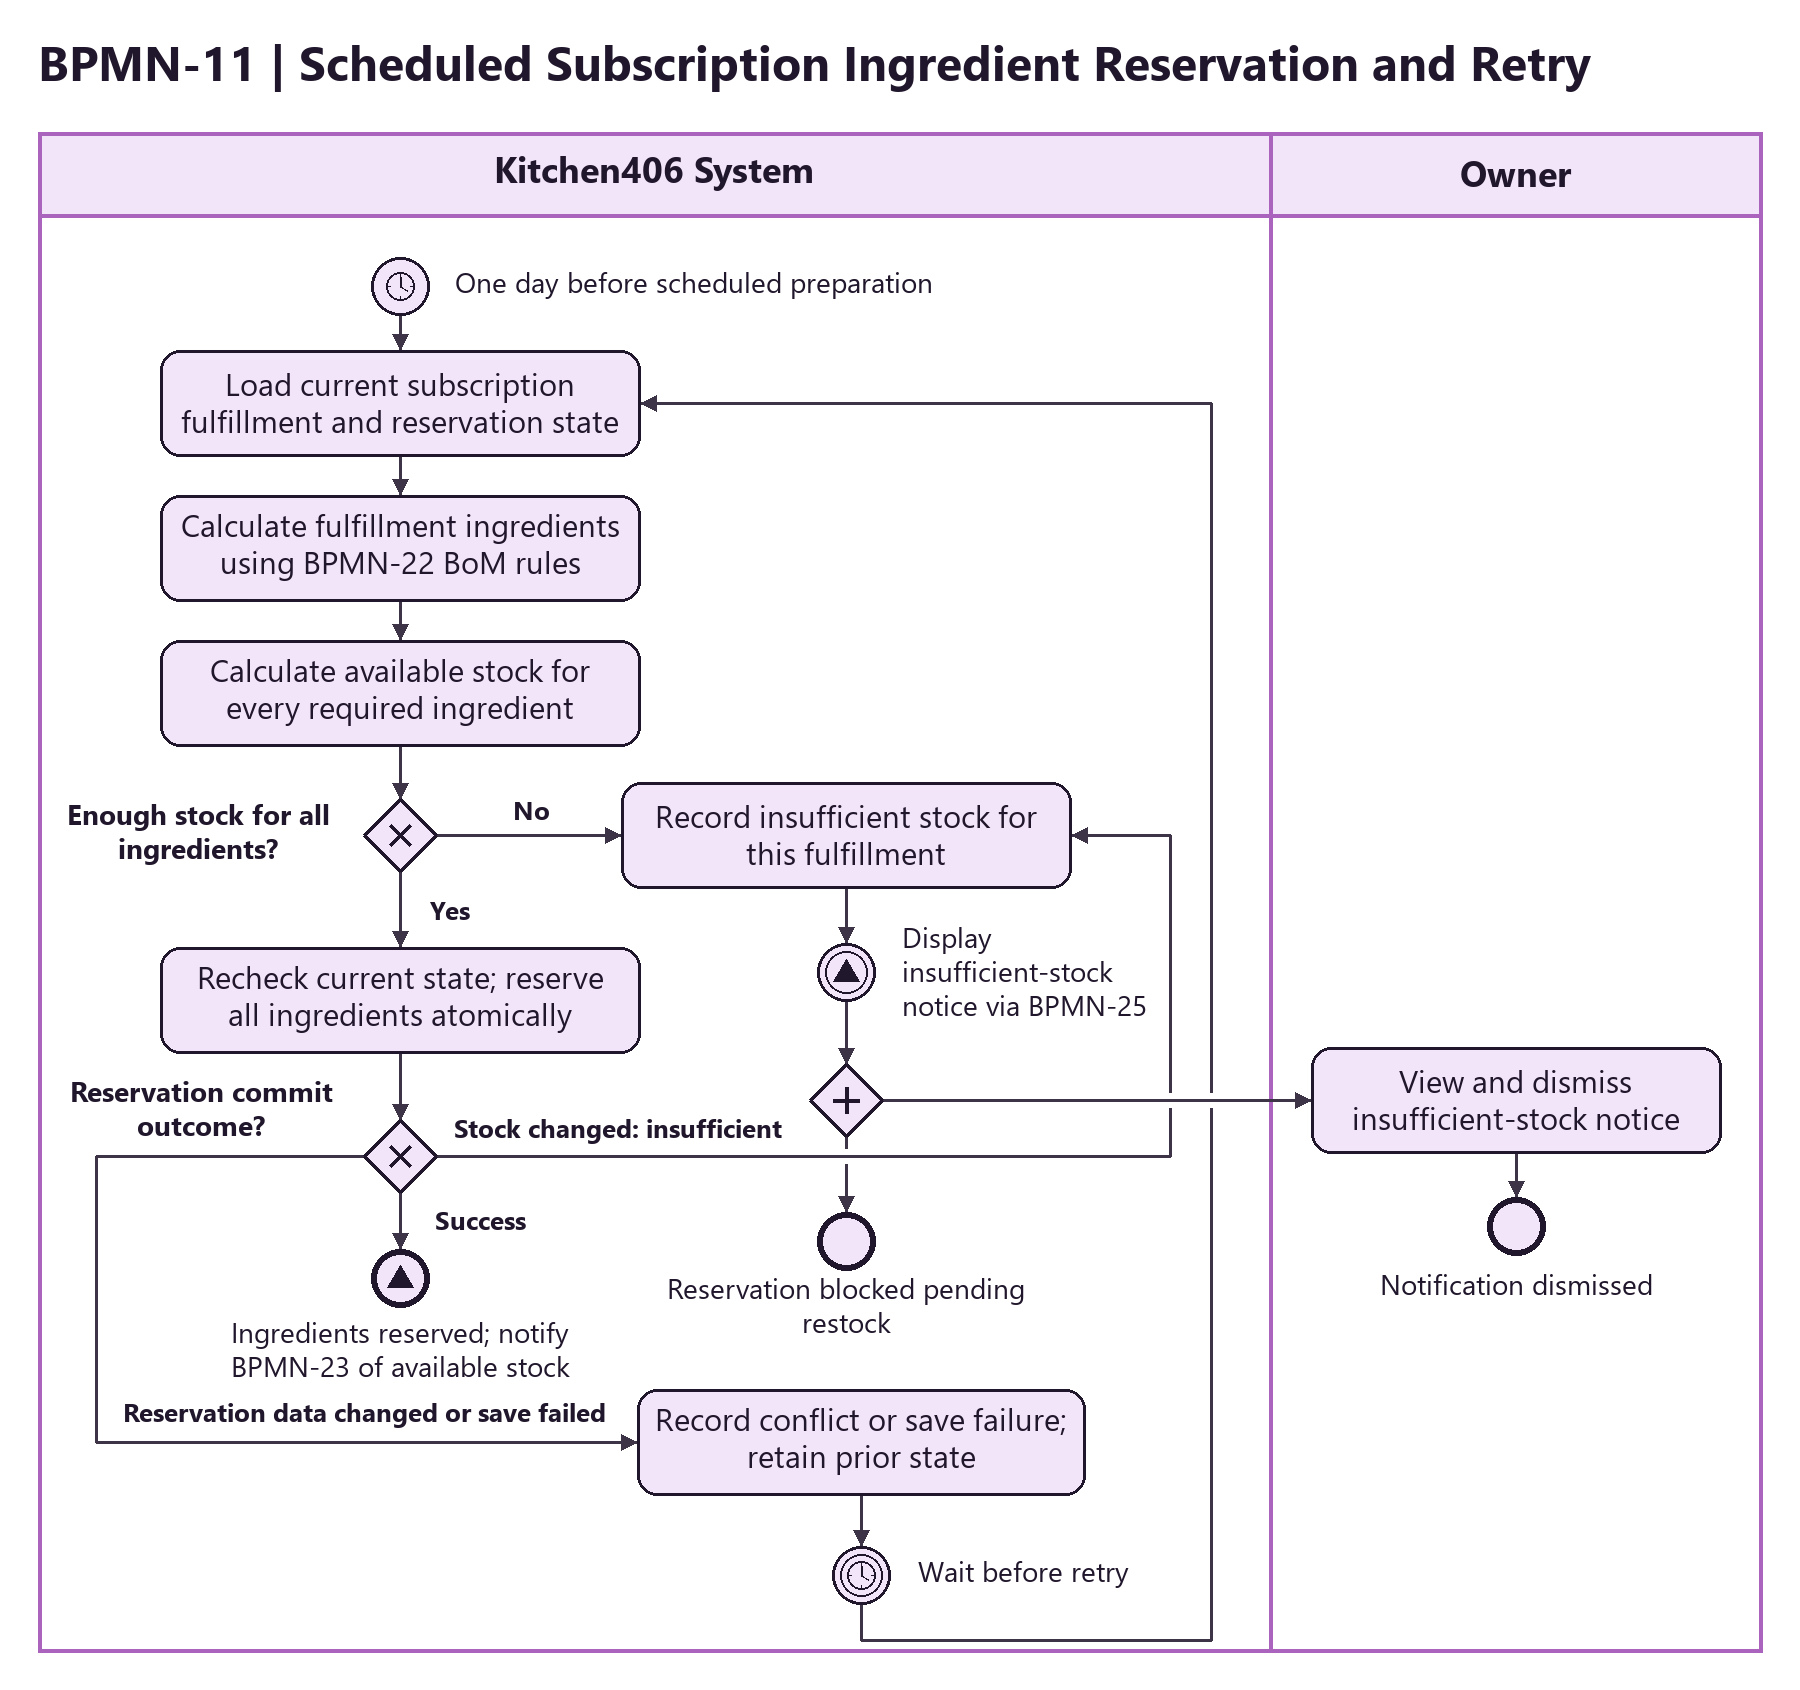 BPMN-11 | Scheduled Subscription Ingredient Reservation and Retry
Kitchen406 System
Owner
One day before scheduled preparation
Load current subscription
fulfillment and reservation state
Calculate fulfillment ingredients
using BPMN-22 BoM rules
Calculate available stock for
every required ingredient
Enough stock for all
ingredients?
No
Record insufficient stock for
this fulfillment
Yes
Display
insufficient-stock
notice via BPMN-25
Recheck current state; reserve
all ingredients atomically
View and dismiss
insufficient-stock notice
Reservation commit
outcome?
Stock changed: insufficient
Success
Reservation blocked pending
restock
Notification dismissed
Ingredients reserved; notify
BPMN-23 of available stock
Reservation data changed or save failed
Record conflict or save failure;
retain prior state
Wait before retry